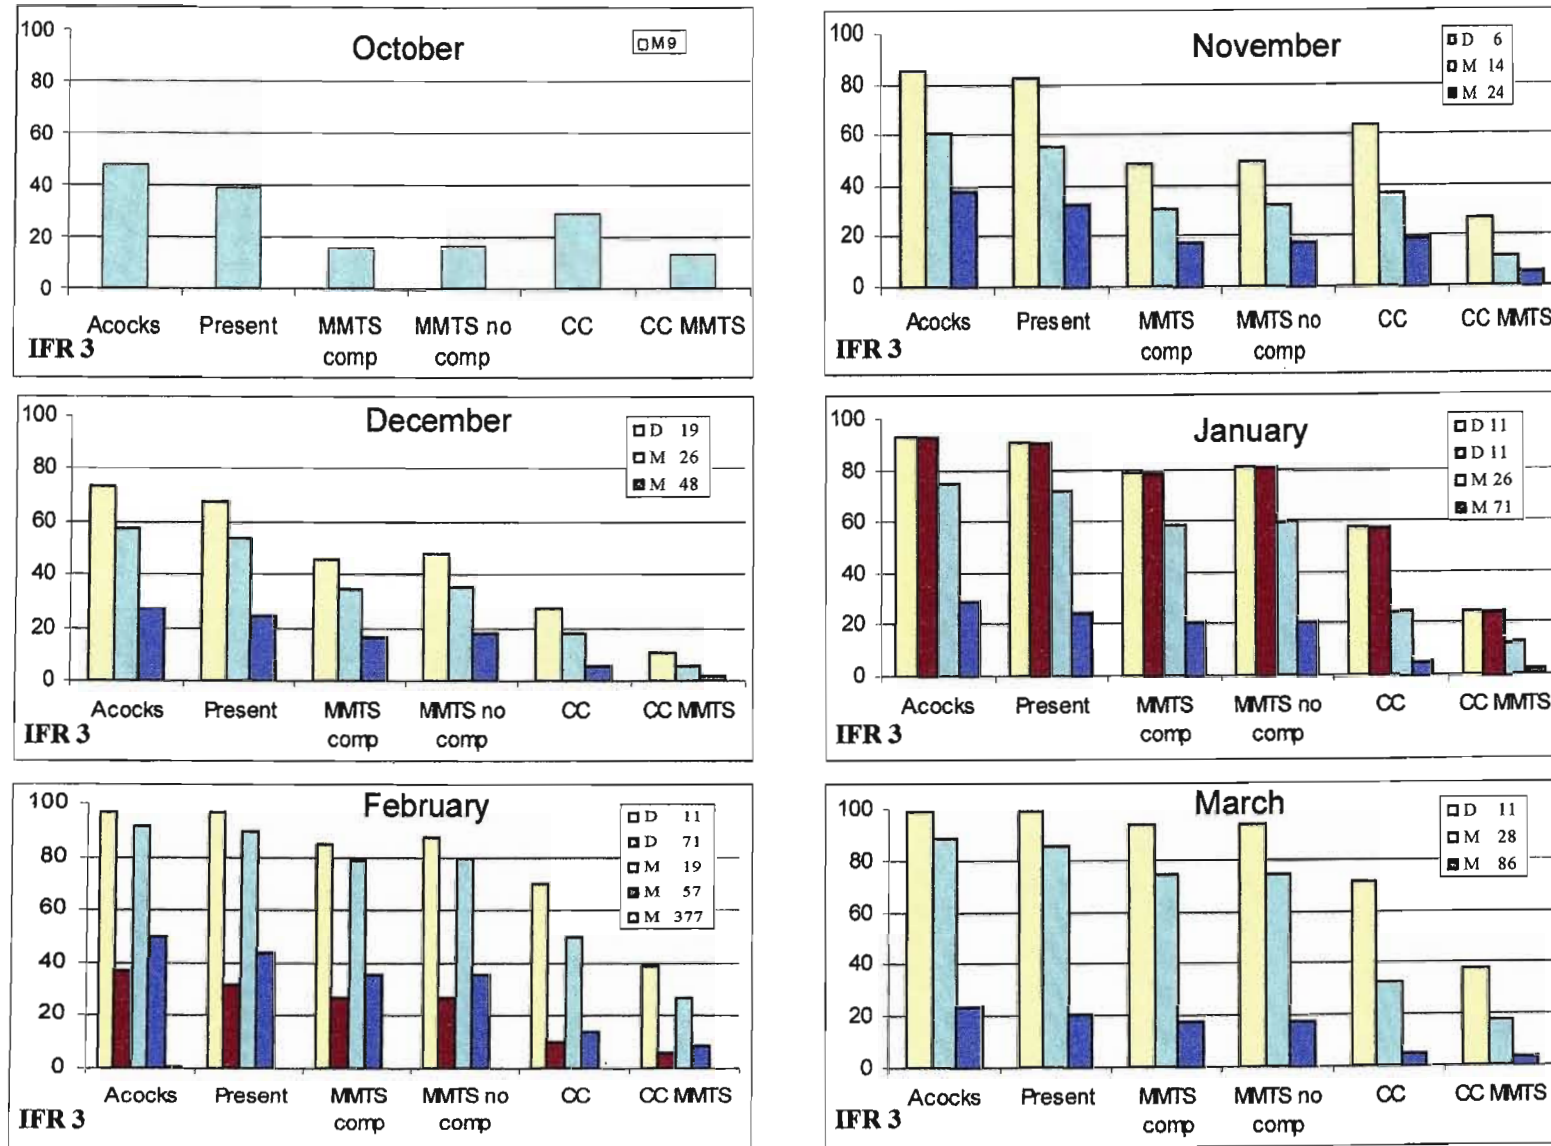 October
M9
100
80
60
40
20
0
Acocks Present MMTS comp MMTS no comp CC CC MMTS
IFR 3
November
D 6
M 14
M 24
100
80
60
40
20
0
Acocks Present MMTS comp MMTS no comp CC CC MMTS
IFR 3
December
D 19
M 26
M 48
100
80
60
40
20
0
Acocks Present MMTS comp MMTS no comp CC CC MMTS
IFR 3
January
D 11
D 11
M 26
M 71
100
80
60
40
20
0
Acocks Present MMTS comp MMTS no comp CC CC MMTS
IFR 3
February
D 11
D 71
M 19
M 57
M 377
100
80
60
40
20
0
Acocks Present MMTS comp MMTS no comp CC CC MMTS
IFR 3
March
D 11
M 28
M 86
100
80
60
40
20
0
Acocks Present MMTS comp MMTS no comp CC CC MMTS
IFR 3